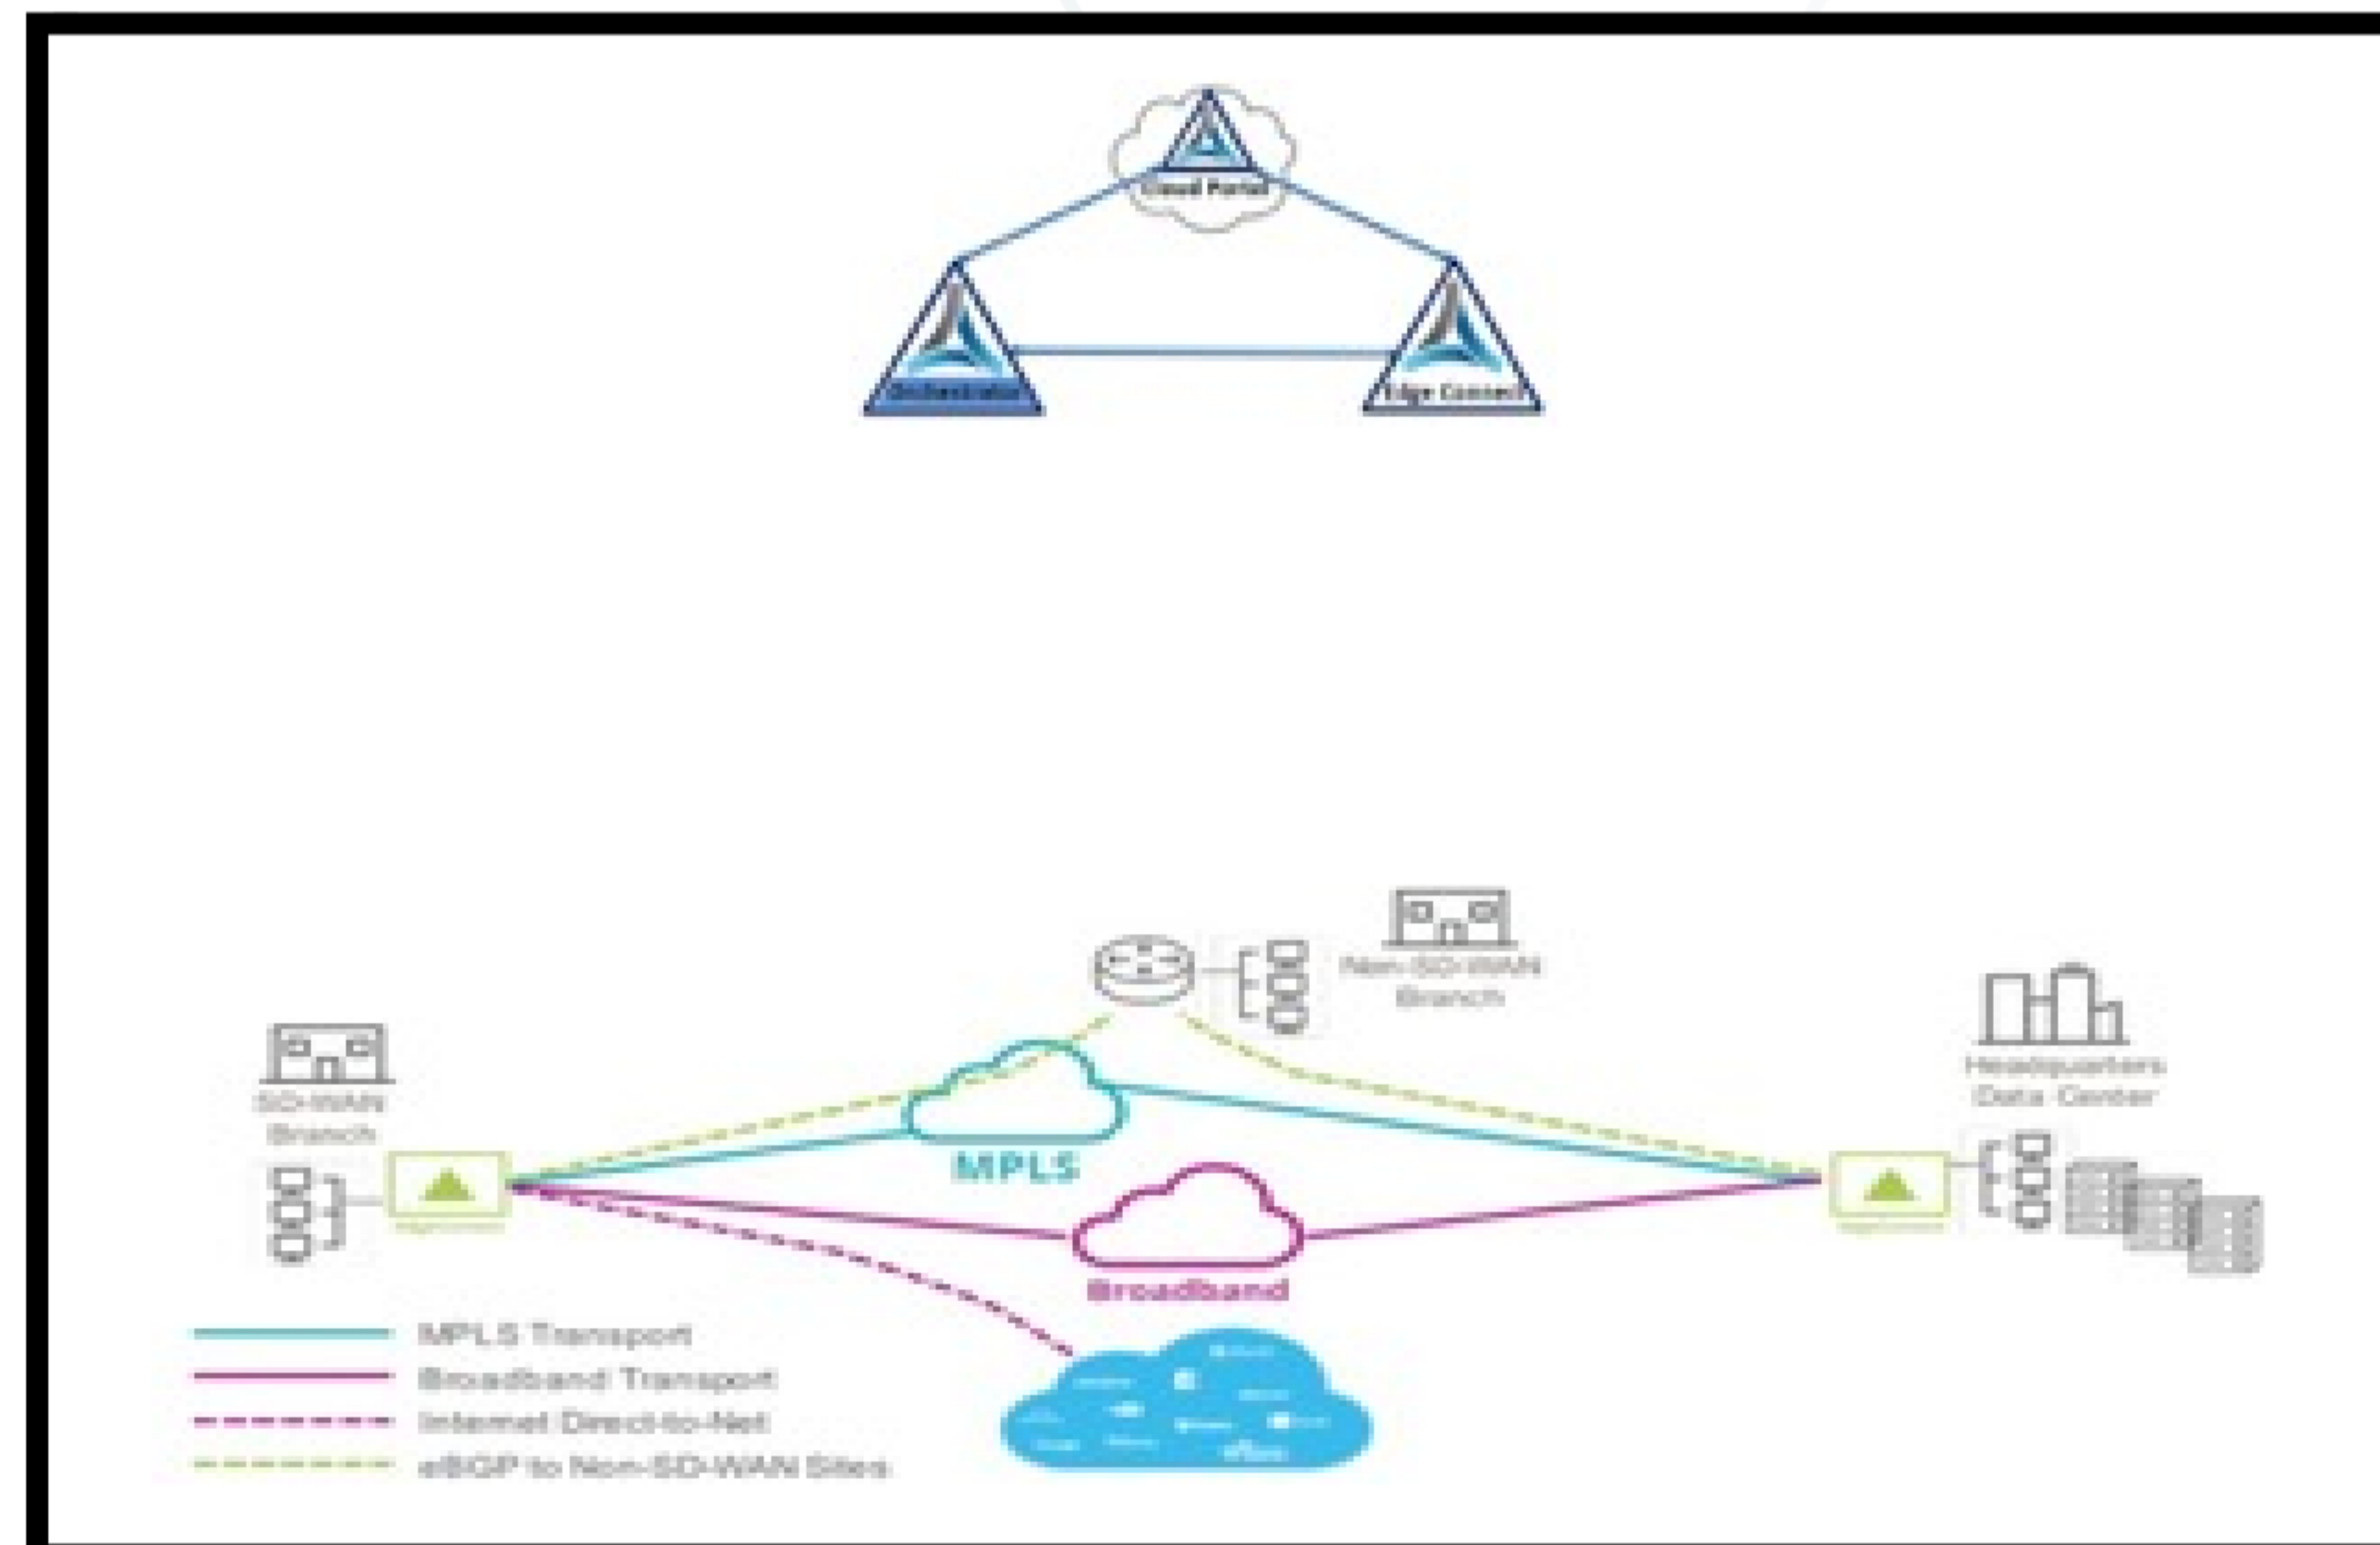 Cloud Portal
Orchestrator
Edge Connect
Non-SD-WAN
Branch
Headquarters
Data Center
SD-WAN
Branch
MPLS
Broadband
MPLS Transport
Broadband Transport
Internet Direct-to-Net
eBGP to Non-SD-WAN Sites